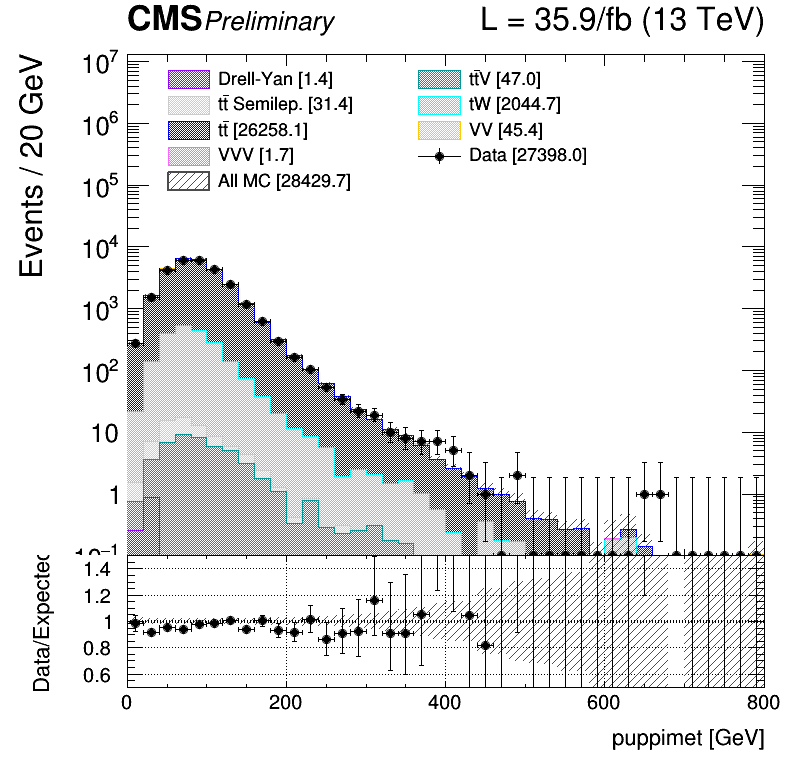 CMS Preliminary L = 35.9/fb (13 TeV)
Events / 20 GeV
10⁷
10⁶
10⁵
10⁴
10³
10²
10
1
10⁻¹
Drell-Yan [1.4]
tt̄ Semilep. [31.4]
tt̄ [26258.1]
VVV [1.7]
All MC [28429.7]
tt̄V [47.0]
tW [2044.7]
VV [45.4]
Data [27398.0]
Data/Expected
1.4
1.2
1
0.8
0.6
0 200 400 600 800
puppimet [GeV]